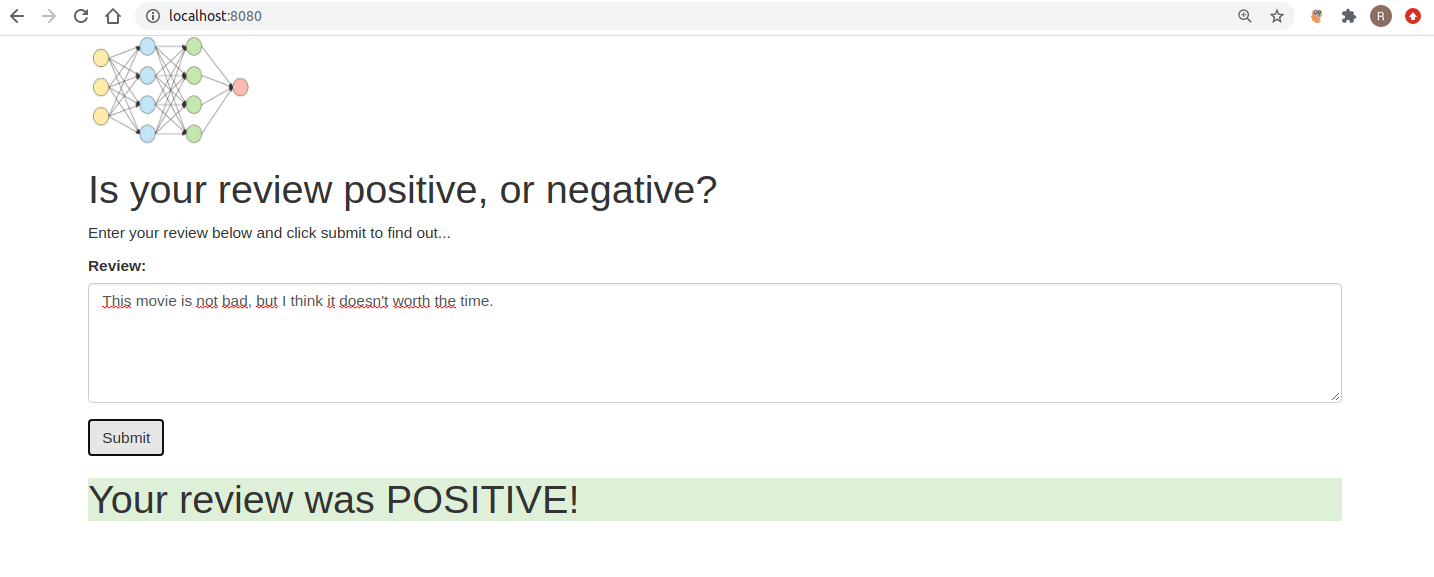 localhost:8080
R
Is your review positive, or negative?
Enter your review below and click submit to find out...
Review:
This movie is not bad, but I think it doesn't worth the time.
Submit
Your review was POSITIVE!